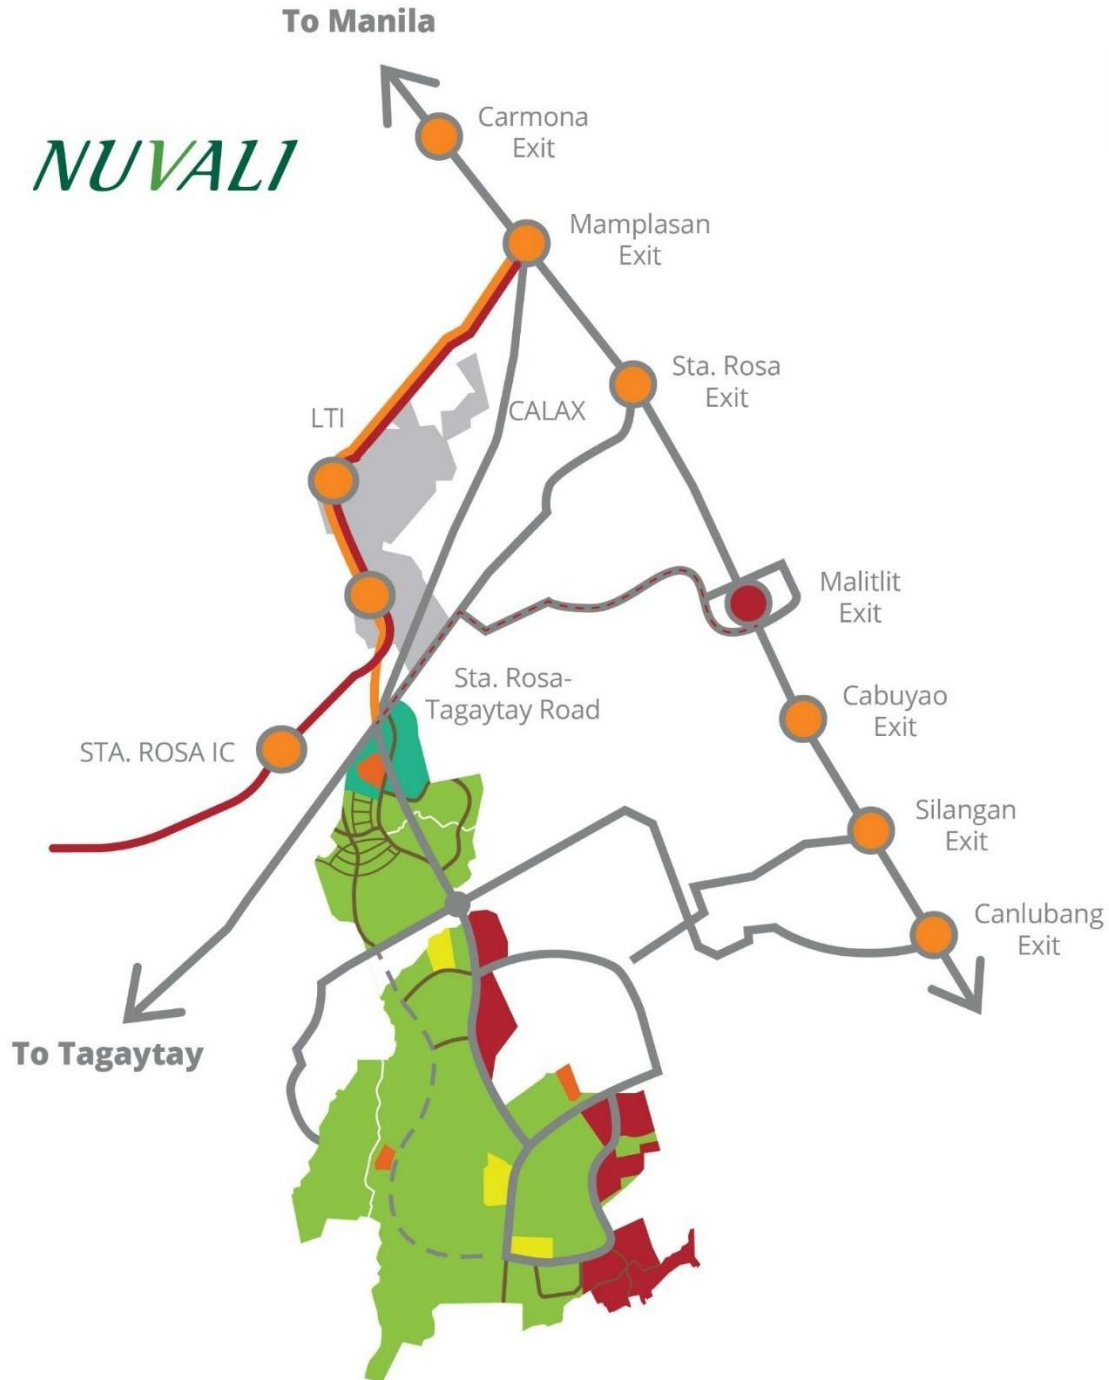 To Manila
NUVALI
Carmona
Exit
Mamplasan
Exit
Sta. Rosa
Exit
CALAX
LTI
Malitlit
Exit
Sta. Rosa-
Tagaytay Road
Cabuyao
Exit
STA. ROSA IC
Silangan
Exit
Canlubang
Exit
To Tagaytay